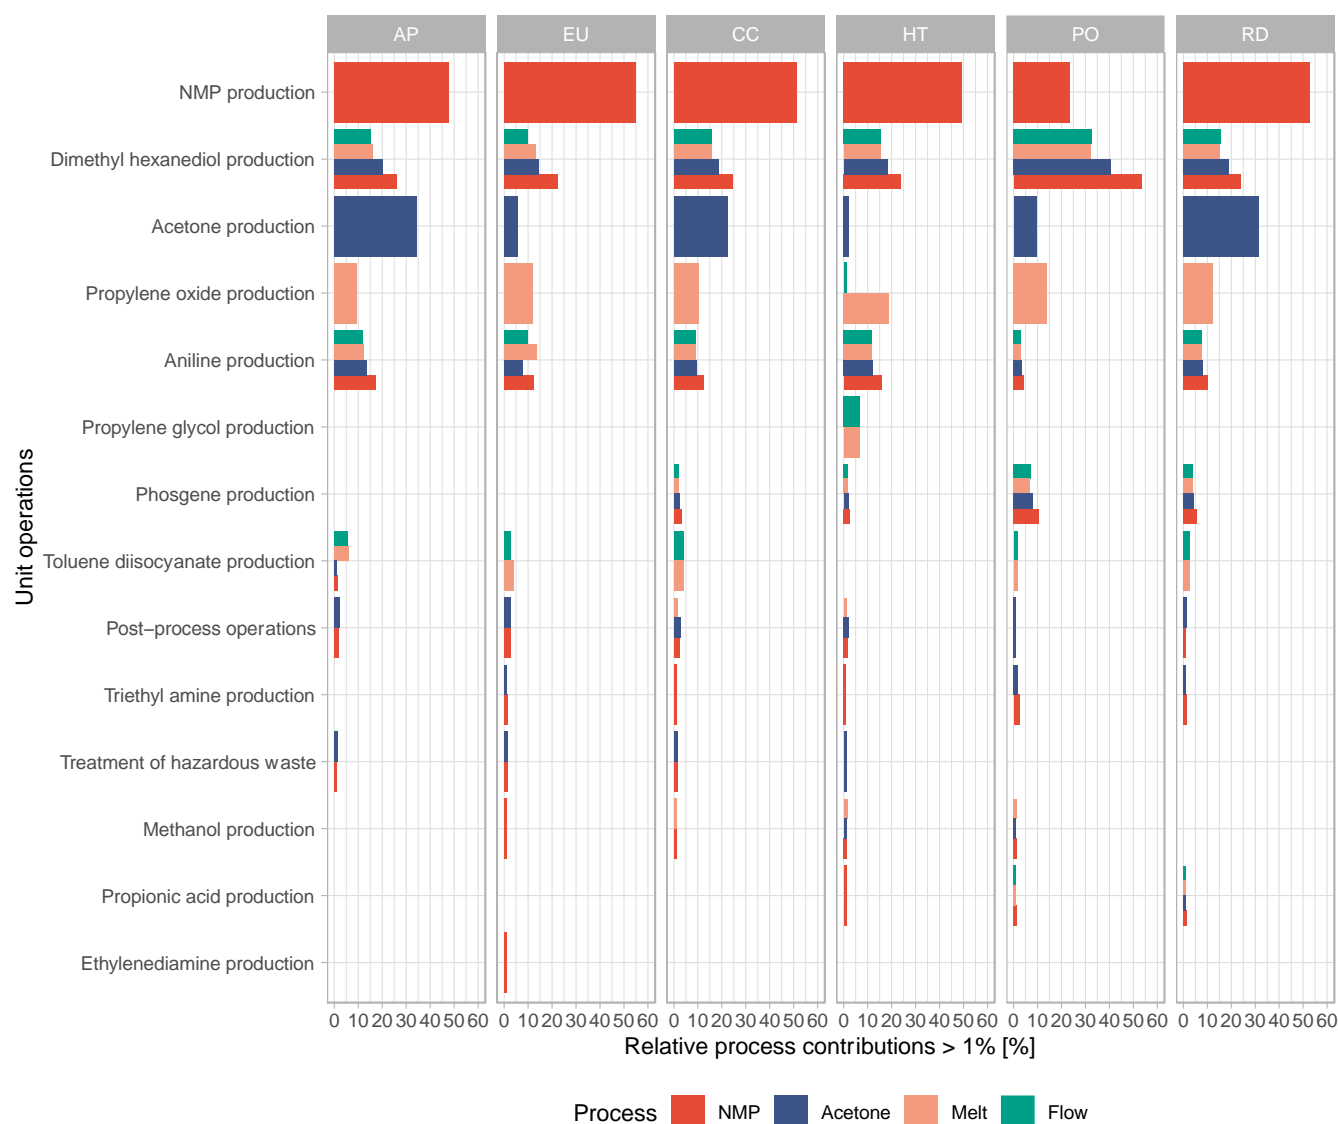 AP EU CC HT PO RD
Unit operations
NMP production
Dimethyl hexanediol production
Acetone production
Propylene oxide production
Aniline production
Propylene glycol production
Phosgene production
Toluene diisocyanate production
Post−process operations
Triethyl amine production
Treatment of hazardous waste
Methanol production
Propionic acid production
Ethylenediamine production
0 10 20 30 40 50 60 0 10 20 30 40 50 60 0 10 20 30 40 50 60 0 10 20 30 40 50 60 0 10 20 30 40 50 60 0 10 20 30 40 50 60
Relative process contributions > 1% [%]
Process NMP Acetone Melt Flow